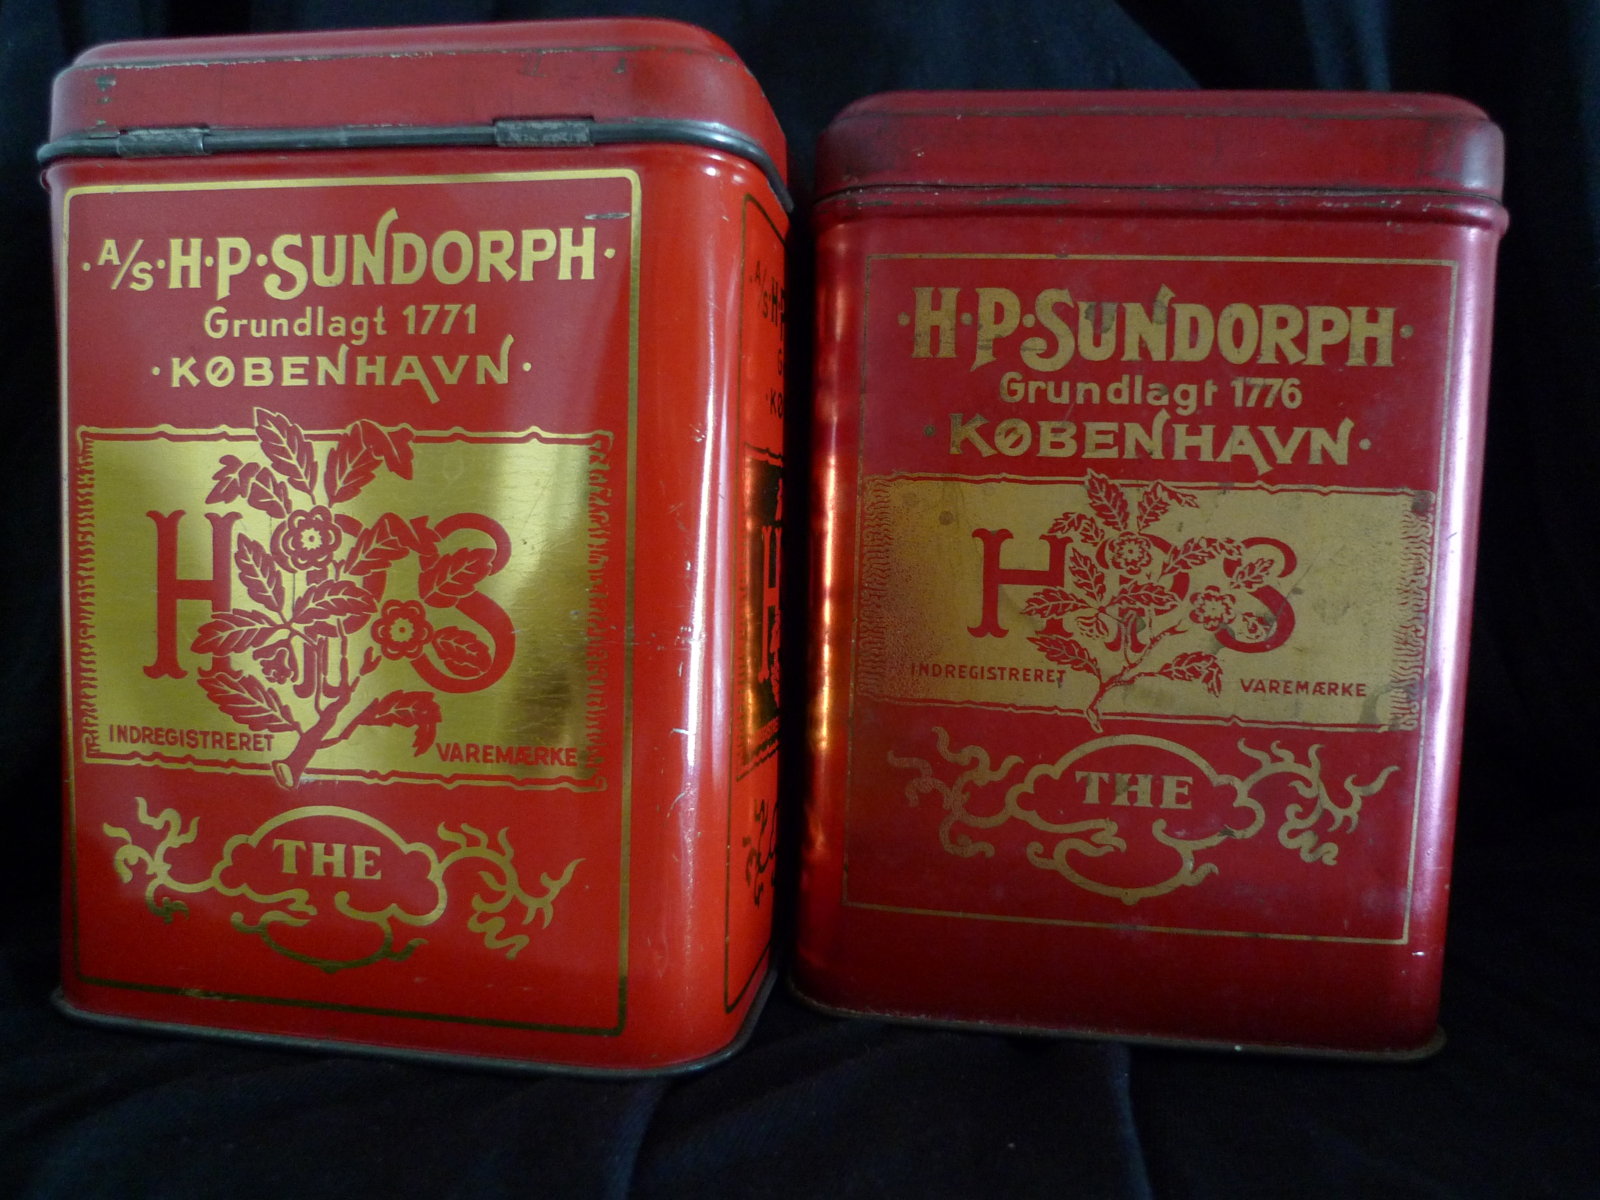 ·A/S·H·P·SUNDORPH·
Grundlagt 1771
·KØBENHAVN·
H P S
INDREGISTRERET VAREMÆRKE
THE
·H·P·SUNDORPH·
Grundlagt 1776
·KØBENHAVN·
H P S
INDREGISTRERET VAREMÆRKE
THE